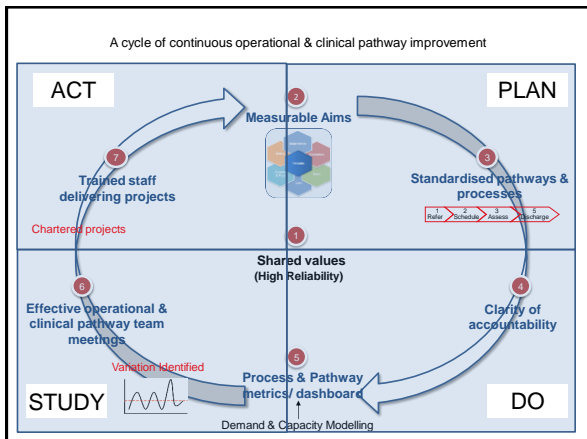 A cycle of continuous operational & clinical pathway improvement
ACT
PLAN
2
Measurable Aims
7
Trained staff
delivering projects
3
Standardised pathways &
processes
1 2 3 5
Refer Schedule Assess Discharge
Chartered projects
1
Shared values
(High Reliability)
6
Effective operational &
clinical pathway team
meetings
4
Clarity of
accountability
Variation Identified
5
Process & Pathway
metrics/ dashboard
STUDY
DO
Demand & Capacity Modelling